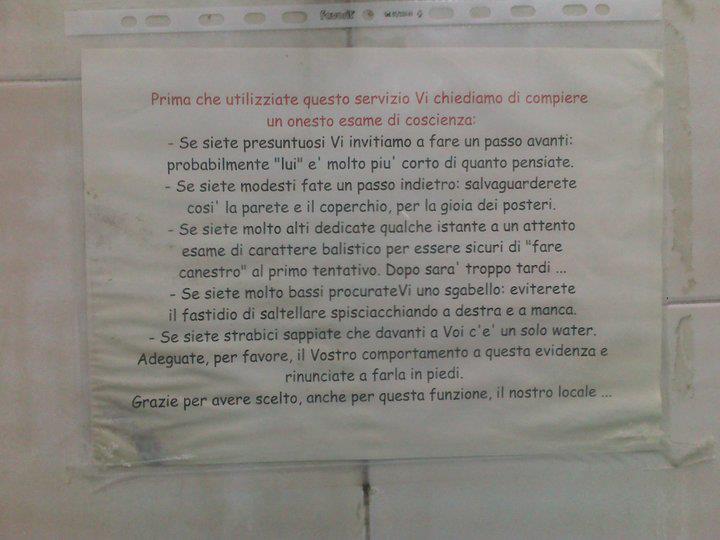 favorit
Prima che utilizziate questo servizio Vi chiediamo di compiere
un onesto esame di coscienza:
- Se siete presuntuosi Vi invitiamo a fare un passo avanti:
probabilmente "lui" e' molto piu' corto di quanto pensiate.
- Se siete modesti fate un passo indietro: salvaguarderete
cosi' la parete e il coperchio, per la gioia dei posteri.
- Se siete molto alti dedicate qualche istante a un attento
esame di carattere balistico per essere sicuri di "fare
canestro" al primo tentativo. Dopo sara' troppo tardi ...
- Se siete molto bassi procurateVi uno sgabello: eviterete
il fastidio di saltellare spisciacchiando a destra e a manca.
- Se siete strabici sappiate che davanti a Voi c'e' un solo water.
Adeguate, per favore, il Vostro comportamento a questa evidenza e
rinunciate a farla in piedi.
Grazie per avere scelto, anche per questa funzione, il nostro locale ...